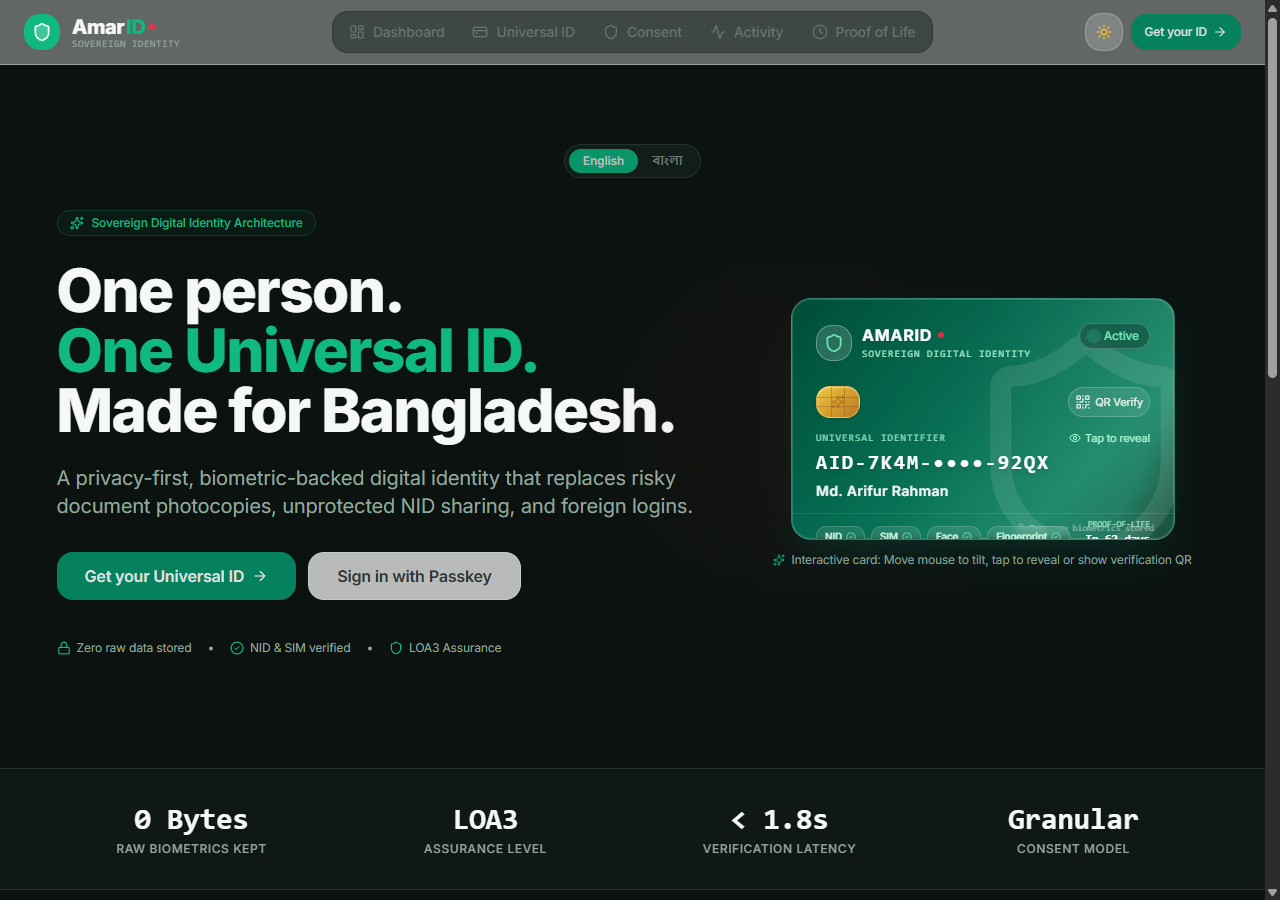 AmarID
SOVEREIGN IDENTITY
Dashboard
Universal ID
Consent
Activity
Proof of Life
Get your ID
English
বাংলা
Sovereign Digital Identity Architecture
One person.
One Universal ID.
Made for Bangladesh.
A privacy-first, biometric-backed digital identity that replaces risky
document photocopies, unprotected NID sharing, and foreign logins.
Get your Universal ID
Sign in with Passkey
Zero raw data stored • NID & SIM verified • LOA3 Assurance
AMARID
SOVEREIGN DIGITAL IDENTITY
Active
QR Verify
UNIVERSAL IDENTIFIER
Tap to reveal
AID-7K4M-••••-92QX
Md. Arifur Rahman
NID
SIM
Face
Fingerprint
biometrics stored
PROOF-OF-LIFE
In 62 days
Interactive card: Move mouse to tilt, tap to reveal or show verification QR
0 Bytes
RAW BIOMETRICS KEPT
LOA3
ASSURANCE LEVEL
< 1.8s
VERIFICATION LATENCY
Granular
CONSENT MODEL